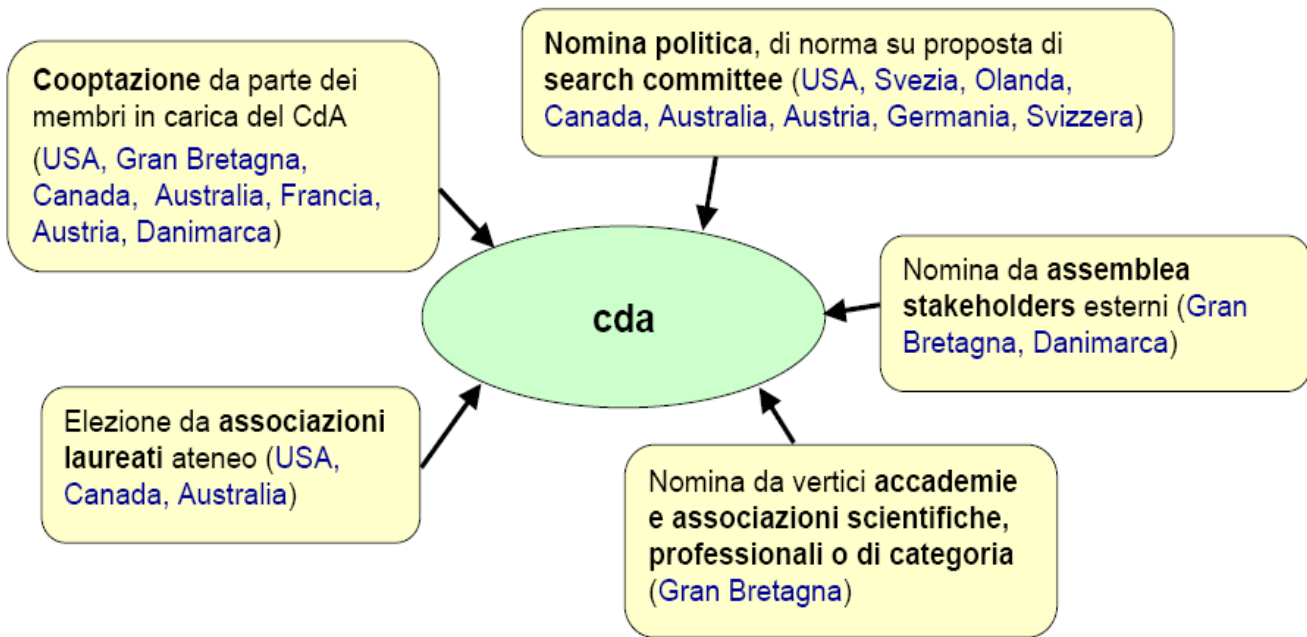 Cooptazione da parte dei
membri in carica del CdA
(USA, Gran Bretagna,
Canada, Australia, Francia,
Austria, Danimarca)
Nomina politica, di norma su proposta di
search committee (USA, Svezia, Olanda,
Canada, Australia, Austria, Germania, Svizzera)
cda
Nomina da assemblea
stakeholders esterni (Gran
Bretagna, Danimarca)
Elezione da associazioni
laureati ateneo (USA,
Canada, Australia)
Nomina da vertici accademie
e associazioni scientifiche,
professionali o di categoria
(Gran Bretagna)